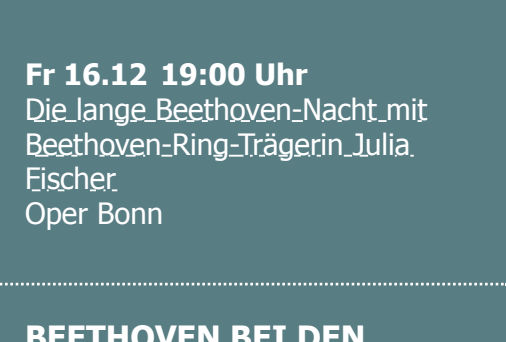 Fr 16.12 19:00 Uhr
Die lange Beethoven-Nacht mit
Beethoven-Ring-Trägerin Julia
Fischer
Oper Bonn
BEETHOVEN BEI DEN